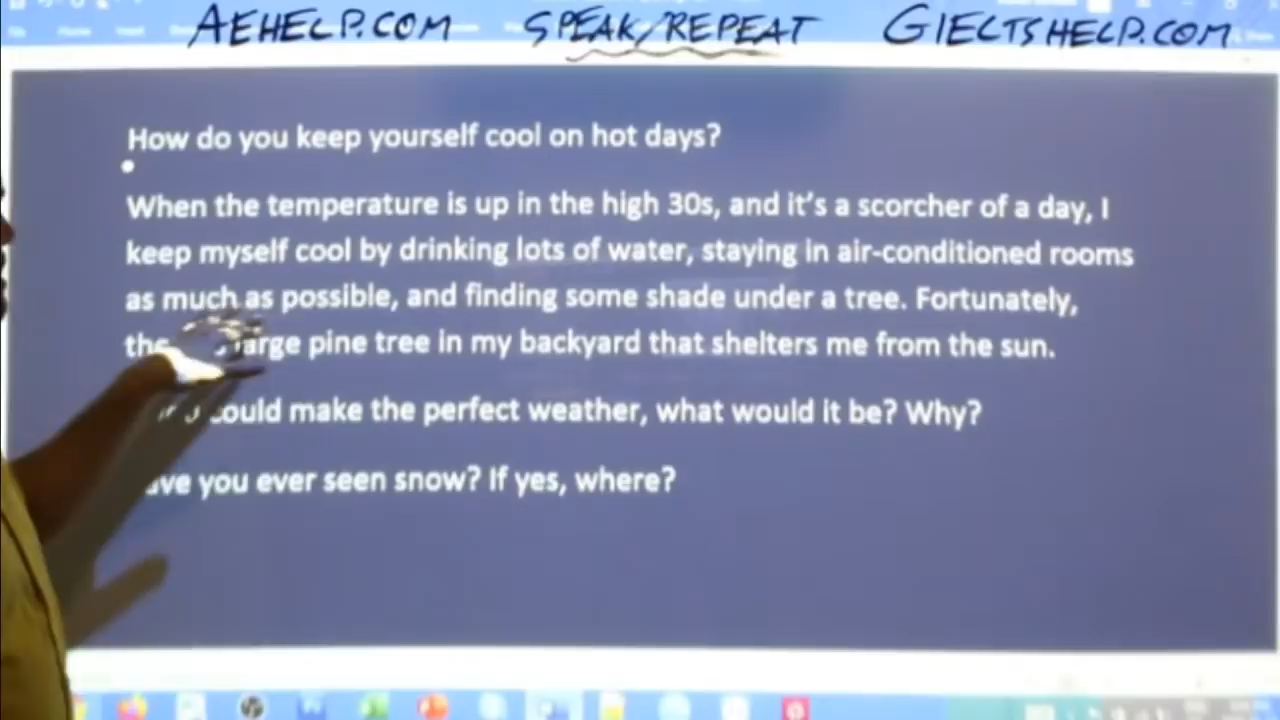 AEHELP.COM SPEAK/REPEAT GIELTSHELP.COM
How do you keep yourself cool on hot days?
When the temperature is up in the high 30s, and it's a scorcher of a day, I
keep myself cool by drinking lots of water, staying in air-conditioned rooms
as much as possible, and finding some shade under a tree. Fortunately,
large pine tree in my backyard that shelters me from the sun.
could make the perfect weather, what would it be? Why?
you ever seen snow? If yes, where?